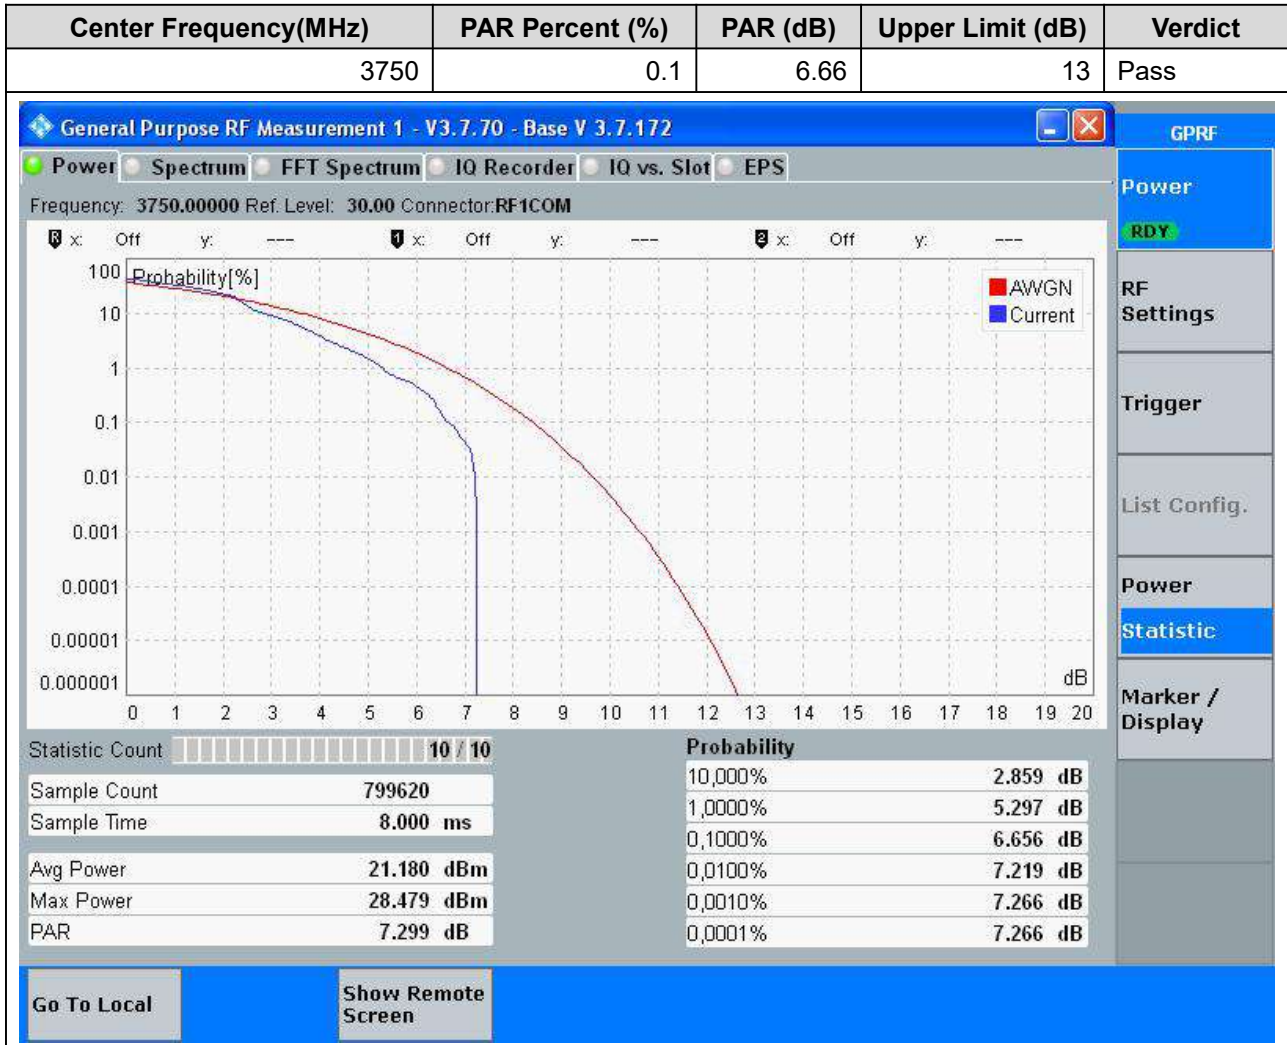 Center Frequency(MHz) PAR Percent (%) PAR (dB) Upper Limit (dB) Verdict
3750 0.1 6.66 13 Pass
General Purpose RF Measurement 1 - V3.7.70 - Base V 3.7.172
GPRF
Power Spectrum FFT Spectrum IQ Recorder IQ vs. Slot EPS
Power
RDY
Frequency: 3750.00000 Ref. Level: 30.00 Connector:RF1COM
R x: Off y: --- 1 x: Off y: --- 2 x: Off y: ---
Probability[%]
AWGN
Current
100
10
1
0.1
0.01
0.001
0.0001
0.00001
0.000001
dB
0 1 2 3 4 5 6 7 8 9 10 11 12 13 14 15 16 17 18 19 20
RF
Settings
Trigger
List Config.
Power
Statistic
Marker /
Display
Statistic Count 10 / 10
Sample Count 799620
Sample Time 8.000 ms
Avg Power 21.180 dBm
Max Power 28.479 dBm
PAR 7.299 dB
Probability
10,000% 2.859 dB
1,0000% 5.297 dB
0,1000% 6.656 dB
0,0100% 7.219 dB
0,0010% 7.266 dB
0,0001% 7.266 dB
Go To Local
Show Remote
Screen